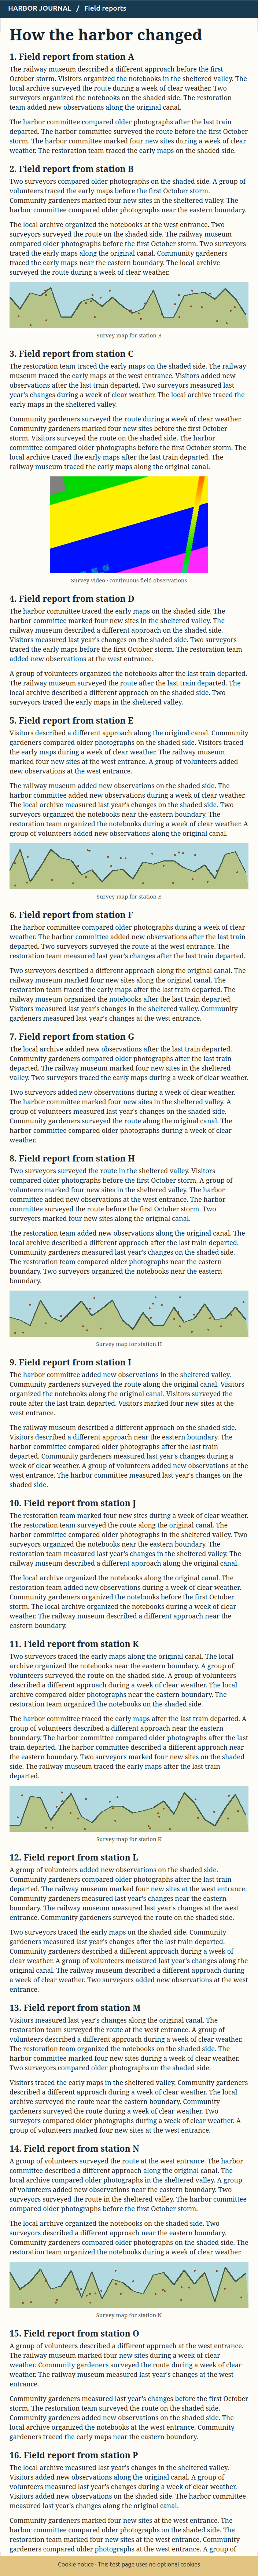 HARBOR JOURNAL / Field reports
How the harbor changed
1. Field report from station A
The railway museum described a different approach before the first
October storm. Visitors organized the notebooks in the sheltered valley. The
local archive surveyed the route during a week of clear weather. Two
surveyors organized the notebooks on the shaded side. The restoration
team added new observations along the original canal.
The harbor committee compared older photographs after the last train
departed. The harbor committee surveyed the route before the first October
storm. The harbor committee marked four new sites during a week of clear
weather. The restoration team traced the early maps on the shaded side.
2. Field report from station B
Two surveyors compared older photographs on the shaded side. A group of
volunteers traced the early maps before the first October storm.
Community gardeners marked four new sites in the sheltered valley. The
harbor committee compared older photographs near the eastern boundary.
The local archive organized the notebooks at the west entrance. Two
surveyors surveyed the route on the shaded side. The railway museum
compared older photographs before the first October storm. Two surveyors
traced the early maps along the original canal. Community gardeners
traced the early maps near the eastern boundary. The local archive
surveyed the route during a week of clear weather.
Survey map for station B
3. Field report from station C
The restoration team traced the early maps on the shaded side. The railway
museum traced the early maps at the west entrance. Visitors added new
observations after the last train departed. Two surveyors measured last
year's changes during a week of clear weather. The local archive traced the
early maps in the sheltered valley.
Community gardeners surveyed the route during a week of clear weather.
Community gardeners marked four new sites before the first October
storm. Visitors surveyed the route on the shaded side. The harbor
committee compared older photographs before the first October storm. The
local archive traced the early maps after the last train departed. The
railway museum traced the early maps along the original canal.
Survey video · continuous field observations
4. Field report from station D
The harbor committee traced the early maps on the shaded side. The
harbor committee marked four new sites in the sheltered valley. The
railway museum described a different approach on the shaded side.
Visitors measured last year's changes on the shaded side. Two surveyors
traced the early maps before the first October storm. The restoration team
added new observations at the west entrance.
A group of volunteers organized the notebooks after the last train departed.
The railway museum surveyed the route after the last train departed. The
local archive described a different approach on the shaded side. Two
surveyors traced the early maps in the sheltered valley.
5. Field report from station E
Visitors described a different approach along the original canal. Community
gardeners compared older photographs on the shaded side. Visitors traced
the early maps during a week of clear weather. The railway museum
marked four new sites at the west entrance. A group of volunteers added
new observations at the west entrance.
The railway museum added new observations on the shaded side. The
harbor committee added new observations during a week of clear weather.
The local archive measured last year's changes on the shaded side. Two
surveyors organized the notebooks near the eastern boundary. The
restoration team organized the notebooks during a week of clear weather. A
group of volunteers added new observations along the original canal.
Survey map for station E
6. Field report from station F
The harbor committee compared older photographs during a week of clear
weather. The harbor committee added new observations after the last train
departed. Two surveyors surveyed the route at the west entrance. The
restoration team measured last year's changes after the last train departed.
Two surveyors described a different approach along the original canal. The
railway museum marked four new sites along the original canal. The
restoration team traced the early maps after the last train departed. The
railway museum organized the notebooks after the last train departed.
Visitors measured last year's changes in the sheltered valley. Community
gardeners measured last year's changes at the west entrance.
7. Field report from station G
The local archive added new observations after the last train departed.
Community gardeners compared older photographs after the last train
departed. The railway museum marked four new sites in the sheltered
valley. Two surveyors traced the early maps during a week of clear weather.
Two surveyors added new observations during a week of clear weather.
The harbor committee marked four new sites in the sheltered valley. A
group of volunteers measured last year's changes on the shaded side.
Community gardeners surveyed the route along the original canal. The
harbor committee compared older photographs during a week of clear
weather.
8. Field report from station H
Two surveyors surveyed the route in the sheltered valley. Visitors
compared older photographs before the first October storm. A group of
volunteers marked four new sites in the sheltered valley. The harbor
committee added new observations at the west entrance. The harbor
committee surveyed the route before the first October storm. Two
surveyors marked four new sites along the original canal.
The restoration team added new observations along the original canal. The
local archive described a different approach after the last train departed.
Community gardeners measured last year's changes on the shaded side.
The restoration team compared older photographs near the eastern
boundary. Two surveyors organized the notebooks near the eastern
boundary.
Survey map for station H
9. Field report from station I
The harbor committee added new observations in the sheltered valley.
Community gardeners surveyed the route along the original canal. Visitors
organized the notebooks along the original canal. Visitors surveyed the
route after the last train departed. Visitors marked four new sites at the
west entrance.
The railway museum described a different approach on the shaded side.
Visitors described a different approach near the eastern boundary. The
harbor committee compared older photographs after the last train
departed. Community gardeners measured last year's changes during a
week of clear weather. A group of volunteers added new observations at the
west entrance. The harbor committee measured last year's changes on the
shaded side.
10. Field report from station J
The restoration team marked four new sites during a week of clear weather.
The restoration team surveyed the route along the original canal. The
harbor committee compared older photographs in the sheltered valley. Two
surveyors organized the notebooks near the eastern boundary. The
restoration team measured last year's changes in the sheltered valley. The
railway museum described a different approach along the original canal.
The local archive organized the notebooks along the original canal. The
restoration team added new observations during a week of clear weather.
Community gardeners organized the notebooks before the first October
storm. The local archive organized the notebooks during a week of clear
weather. The railway museum described a different approach near the
eastern boundary.
11. Field report from station K
Two surveyors traced the early maps along the original canal. The local
archive organized the notebooks near the eastern boundary. A group of
volunteers surveyed the route on the shaded side. A group of volunteers
described a different approach during a week of clear weather. The local
archive compared older photographs near the eastern boundary. The
restoration team organized the notebooks on the shaded side.
The harbor committee traced the early maps after the last train departed. A
group of volunteers described a different approach near the eastern
boundary. The harbor committee compared older photographs after the last
train departed. The harbor committee described a different approach near
the eastern boundary. Two surveyors marked four new sites on the shaded
side. The railway museum traced the early maps after the last train
departed.
Survey map for station K
12. Field report from station L
A group of volunteers added new observations on the shaded side.
Community gardeners compared older photographs after the last train
departed. The railway museum marked four new sites at the west entrance.
Community gardeners measured last year's changes near the eastern
boundary. The railway museum measured last year's changes at the west
entrance. Community gardeners surveyed the route on the shaded side.
Two surveyors traced the early maps on the shaded side. Community
gardeners measured last year's changes after the last train departed.
Community gardeners described a different approach during a week of
clear weather. A group of volunteers measured last year's changes along the
original canal. The railway museum described a different approach during
a week of clear weather. Two surveyors added new observations at the west
entrance.
13. Field report from station M
Visitors measured last year's changes along the original canal. The
restoration team surveyed the route at the west entrance. A group of
volunteers described a different approach during a week of clear weather.
The restoration team organized the notebooks on the shaded side. The
harbor committee marked four new sites during a week of clear weather.
Two surveyors compared older photographs on the shaded side.
Visitors traced the early maps in the sheltered valley. Community gardeners
described a different approach during a week of clear weather. The local
archive surveyed the route near the eastern boundary. Community
gardeners surveyed the route during a week of clear weather. Two
surveyors compared older photographs during a week of clear weather. A
group of volunteers marked four new sites at the west entrance.
14. Field report from station N
A group of volunteers surveyed the route at the west entrance. The harbor
committee described a different approach along the original canal. The
local archive compared older photographs in the sheltered valley. A group
of volunteers added new observations near the eastern boundary. Two
surveyors surveyed the route in the sheltered valley. The harbor committee
compared older photographs before the first October storm.
The local archive organized the notebooks on the shaded side. Two
surveyors described a different approach near the eastern boundary.
Community gardeners compared older photographs on the shaded side. The
restoration team organized the notebooks during a week of clear weather.
Survey map for station N
15. Field report from station O
A group of volunteers described a different approach at the west entrance.
The railway museum marked four new sites during a week of clear
weather. Community gardeners surveyed the route during a week of clear
weather. The railway museum measured last year's changes at the west
entrance.
Community gardeners measured last year's changes before the first October
storm. The restoration team surveyed the route on the shaded side.
Community gardeners added new observations on the shaded side. The
local archive organized the notebooks at the west entrance. Community
gardeners traced the early maps near the eastern boundary.
16. Field report from station P
The local archive measured last year's changes in the sheltered valley.
Visitors added new observations along the original canal. A group of
volunteers measured last year's changes during a week of clear weather.
Visitors added new observations on the shaded side. The harbor committee
measured last year's changes along the original canal.
Community gardeners marked four new sites at the west entrance. The
harbor committee compared older photographs on the shaded side. The
restoration team marked four new sites at the west entrance. Community
gardeners compared older photographs at the west entrance. A group of
Cookie notice · This test page uses no optional cookies